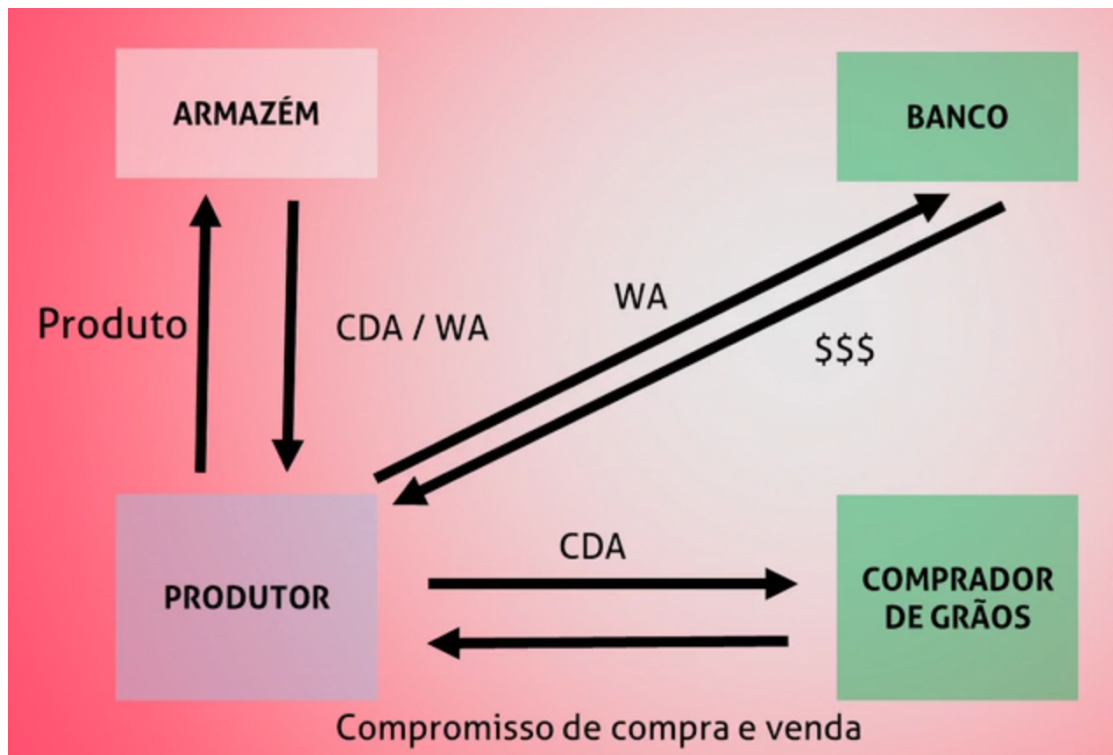 ARMAZÉM
BANCO
Produto
CDA / WA
WA
$$$
PRODUTOR
CDA
COMPRADOR
DE GRÃOS
Compromisso de compra e venda